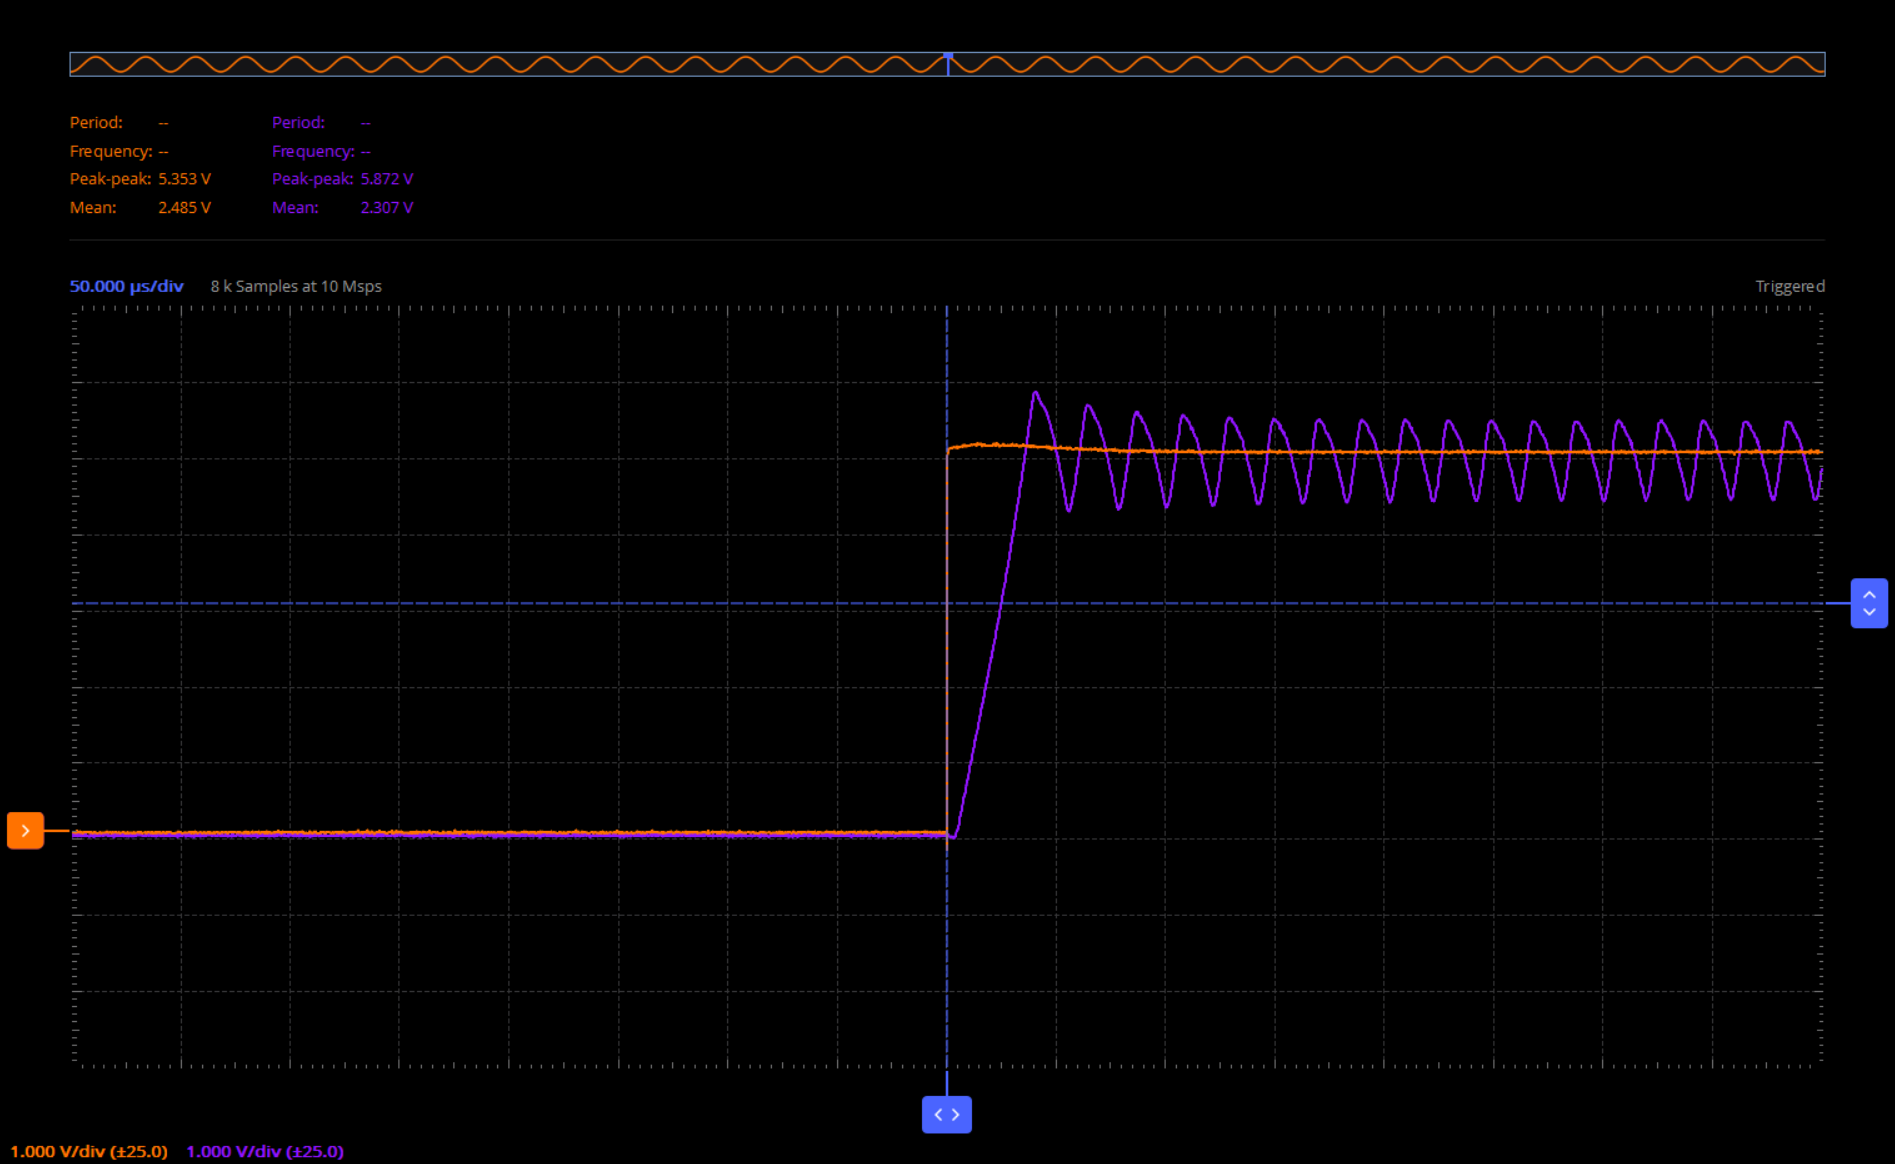 Period: -- Period: --
Frequency: -- Frequency: --
Peak-peak: 5.353 V Peak-peak: 5.872 V
Mean: 2.485 V Mean: 2.307 V
50.000 µs/div 8 k Samples at 10 Msps Triggered
1.000 V/div (±25.0) 1.000 V/div (±25.0)